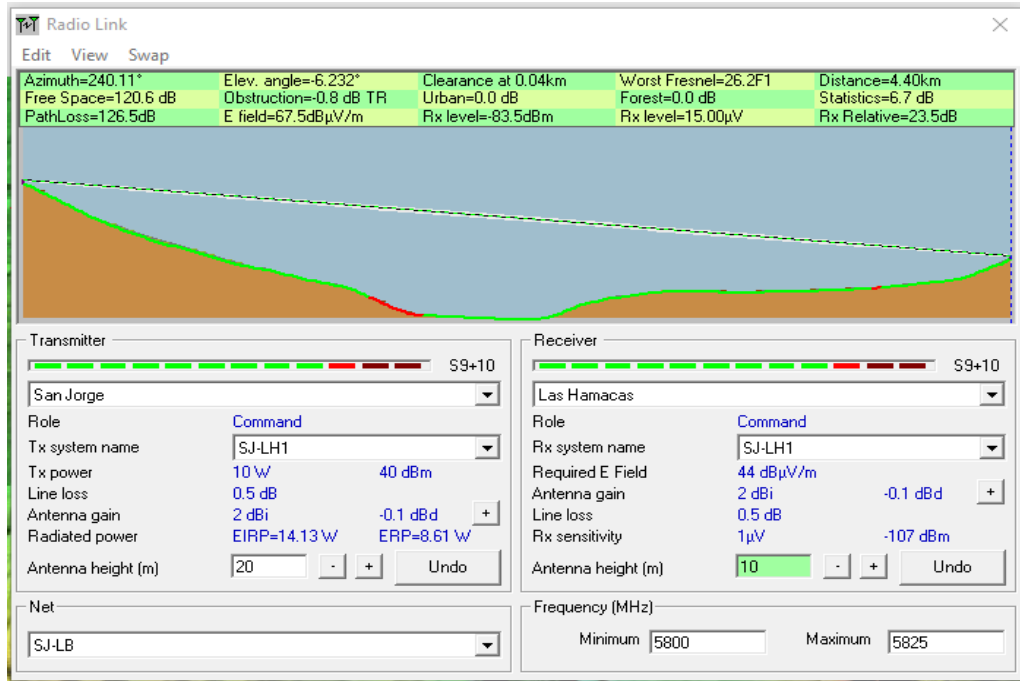 Radio Link
Edit View Swap
Azimuth=240.11° Elev. angle=-6.232° Clearance at 0.04km Worst Fresnel=26.2F1 Distance=4.40km
Free Space=120.6 dB Obstruction=-0.8 dB TR Urban=0.0 dB Forest=0.0 dB Statistics=6.7 dB
PathLoss=126.5dB E field=67.5dBµV/m Rx level=-83.5dBm Rx level=15.00µV Rx Relative=23.5dB
Transmitter
S9+10
San Jorge
Role Command
Tx system name SJ-LH1
Tx power 10 W 40 dBm
Line loss 0.5 dB
Antenna gain 2 dBi -0.1 dBd +
Radiated power EIRP=14.13 W ERP=8.61 W
Antenna height (m) 20 - + Undo
Net
SJ-LB
Receiver
S9+10
Las Hamacas
Role Command
Rx system name SJ-LH1
Required E Field 44 dBµV/m
Antenna gain 2 dBi -0.1 dBd +
Line loss 0.5 dB
Rx sensitivity 1µV -107 dBm
Antenna height (m) 10 - + Undo
Frequency (MHz)
Minimum 5800 Maximum 5825